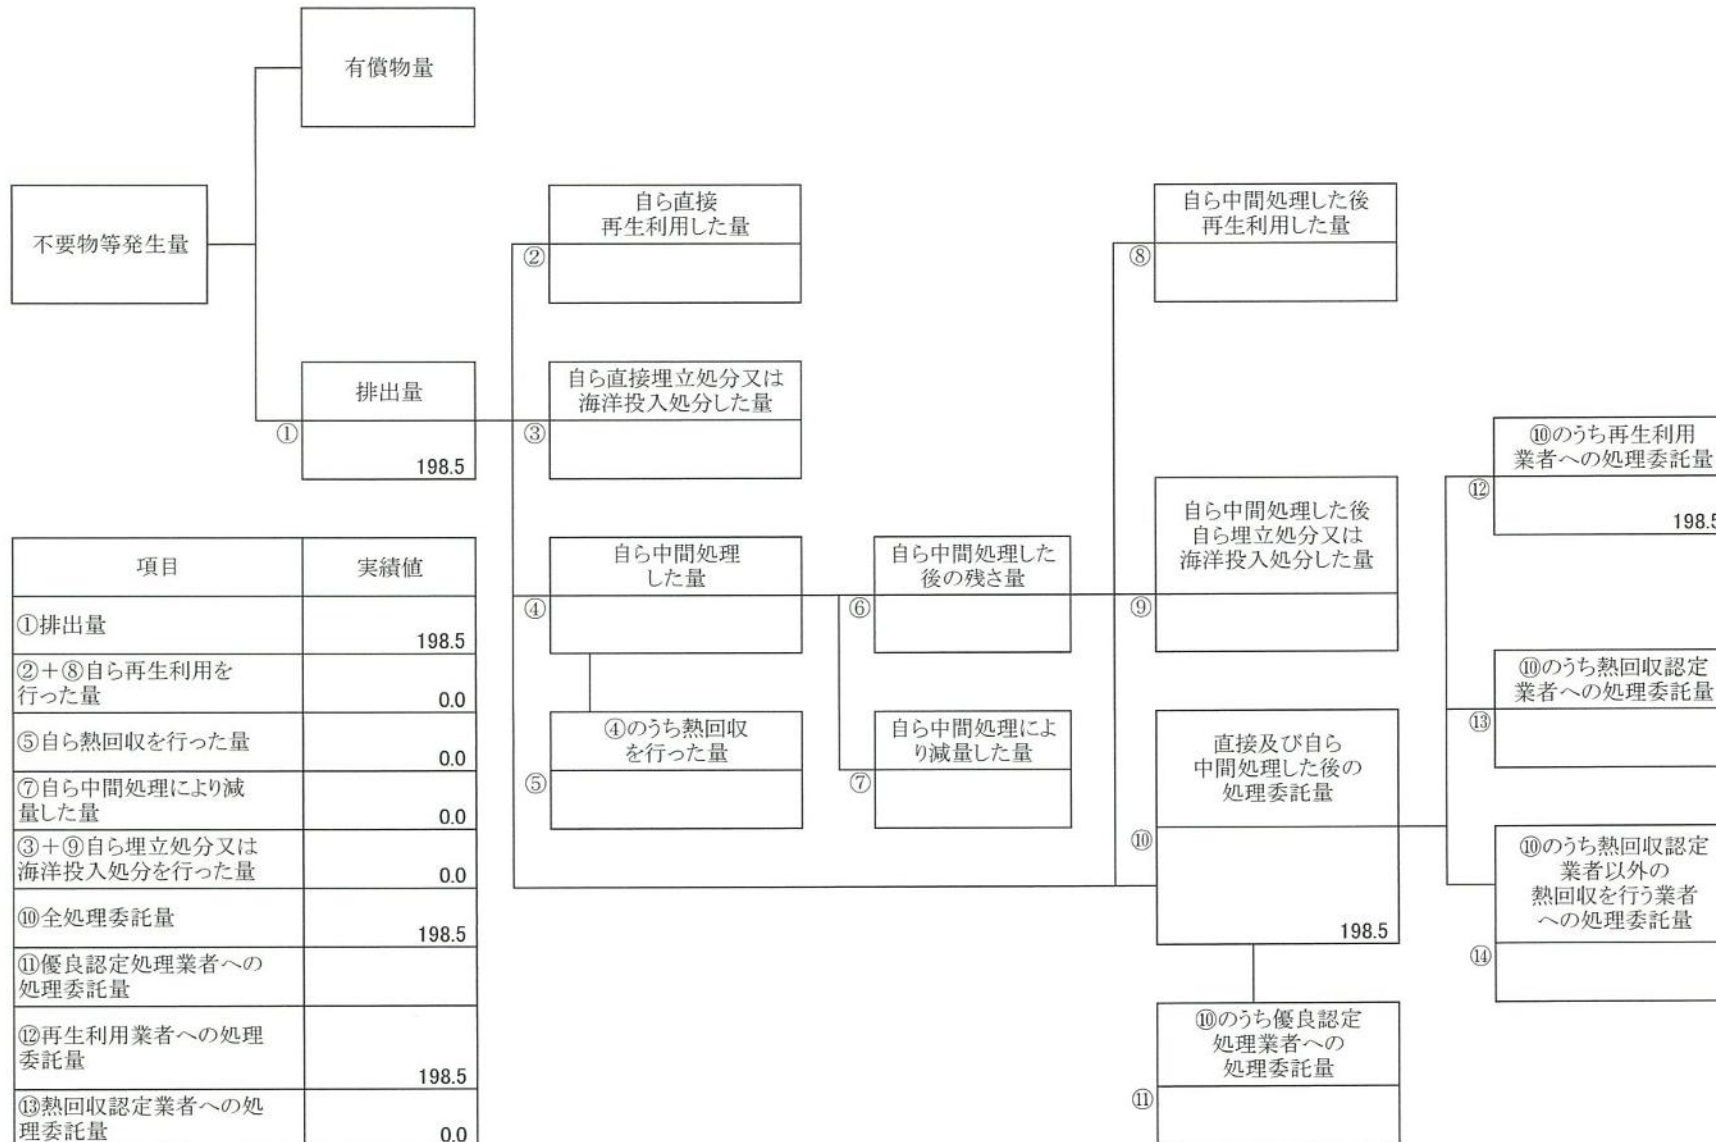 有償物量
不要物等発生量
自ら直接
再生利用した量
②
自ら中間処理した後
再生利用した量
⑧
排出量
①
198.5
自ら直接埋立処分又は
海洋投入処分した量
③
⑩のうち再生利用
業者への処理委託量
⑫
198.5
自ら中間処理
した量
④
自ら中間処理した
後の残さ量
⑥
自ら中間処理した後
自ら埋立処分又は
海洋投入処分した量
⑨
⑩のうち熱回収認定
業者への処理委託量
⑬
④のうち熱回収
を行った量
⑤
自ら中間処理によ
り減量した量
⑦
直接及び自ら
中間処理した後の
処理委託量
⑩
198.5
⑩のうち熱回収認定
業者以外の
熱回収を行う業者
への処理委託量
⑭
⑩のうち優良認定
処理業者への
処理委託量
⑪
項目 実績値
①排出量 198.5
②+⑧自ら再生利用を
行った量 0.0
⑤自ら熱回収を行った量 0.0
⑦自ら中間処理により減
量した量 0.0
③+⑨自ら埋立処分又は
海洋投入処分を行った量 0.0
⑩全処理委託量 198.5
⑪優良認定処理業者への
処理委託量
⑫再生利用業者への処理
委託量 198.5
⑬熱回収認定業者への処
理委託量 0.0